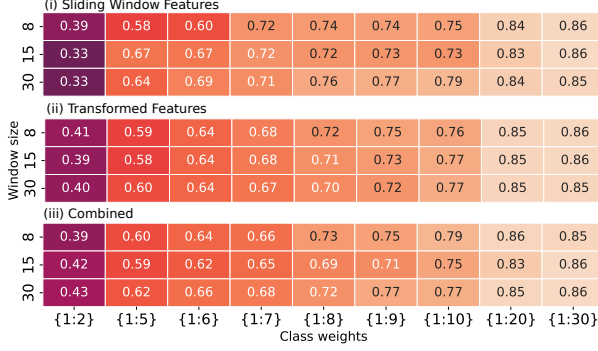 (i) Sliding Window Features
8 0.39 0.58 0.60 0.72 0.74 0.74 0.75 0.84 0.86
15 0.33 0.67 0.67 0.72 0.72 0.73 0.73 0.83 0.86
30 0.33 0.64 0.69 0.71 0.76 0.77 0.79 0.84 0.85
(ii) Transformed Features
8 0.41 0.59 0.64 0.68 0.72 0.75 0.76 0.85 0.86
15 0.39 0.58 0.64 0.68 0.71 0.73 0.77 0.85 0.86
30 0.40 0.60 0.64 0.67 0.70 0.72 0.77 0.85 0.85
Window size
(iii) Combined
8 0.39 0.60 0.64 0.66 0.73 0.75 0.79 0.86 0.85
15 0.42 0.59 0.62 0.65 0.69 0.71 0.75 0.83 0.86
30 0.43 0.62 0.66 0.68 0.72 0.77 0.77 0.85 0.86
{1:2} {1:5} {1:6} {1:7} {1:8} {1:9} {1:10} {1:20} {1:30}
Class weights